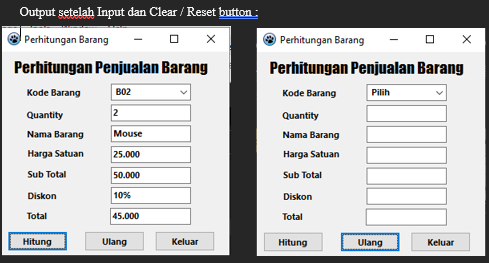 Output setelah Input dan Clear / Reset button :
Perhitungan Barang
Perhitungan Penjualan Barang
Kode Barang B02
Quantity 2
Nama Barang Mouse
Harga Satuan 25.000
Sub Total 50.000
Diskon 10%
Total 45.000
Hitung Ulang Keluar
Perhitungan Barang
Perhitungan Penjualan Barang
Kode Barang Pilih
Quantity
Nama Barang
Harga Satuan
Sub Total
Diskon
Total
Hitung Ulang Keluar